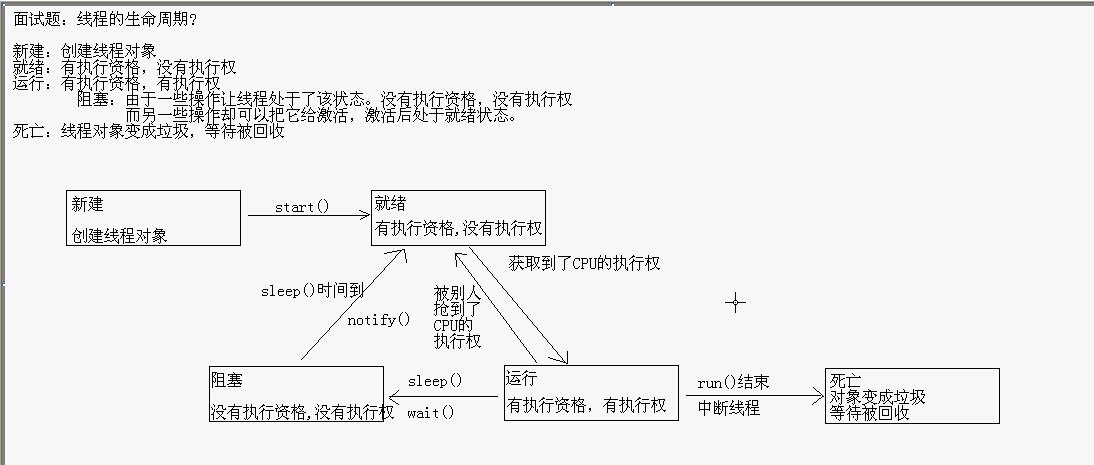 面试题：线程的生命周期?
新建：创建线程对象
就绪：有执行资格，没有执行权
运行：有执行资格，有执行权
阻塞：由于一些操作让线程处于了该状态。没有执行资格，没有执行权
而另一些操作却可以把它给激活，激活后处于就绪状态。
死亡：线程对象变成垃圾，等待被回收
新建
创建线程对象
start()
就绪
有执行资格,没有执行权
获取到了CPU的执行权
sleep()时间到
notify()
被别人
抢到了
CPU的
执行权
阻塞
没有执行资格,没有执行权
sleep()
wait()
运行
有执行资格，有执行权
run()结束
中断线程
死亡
对象变成垃圾
等待被回收